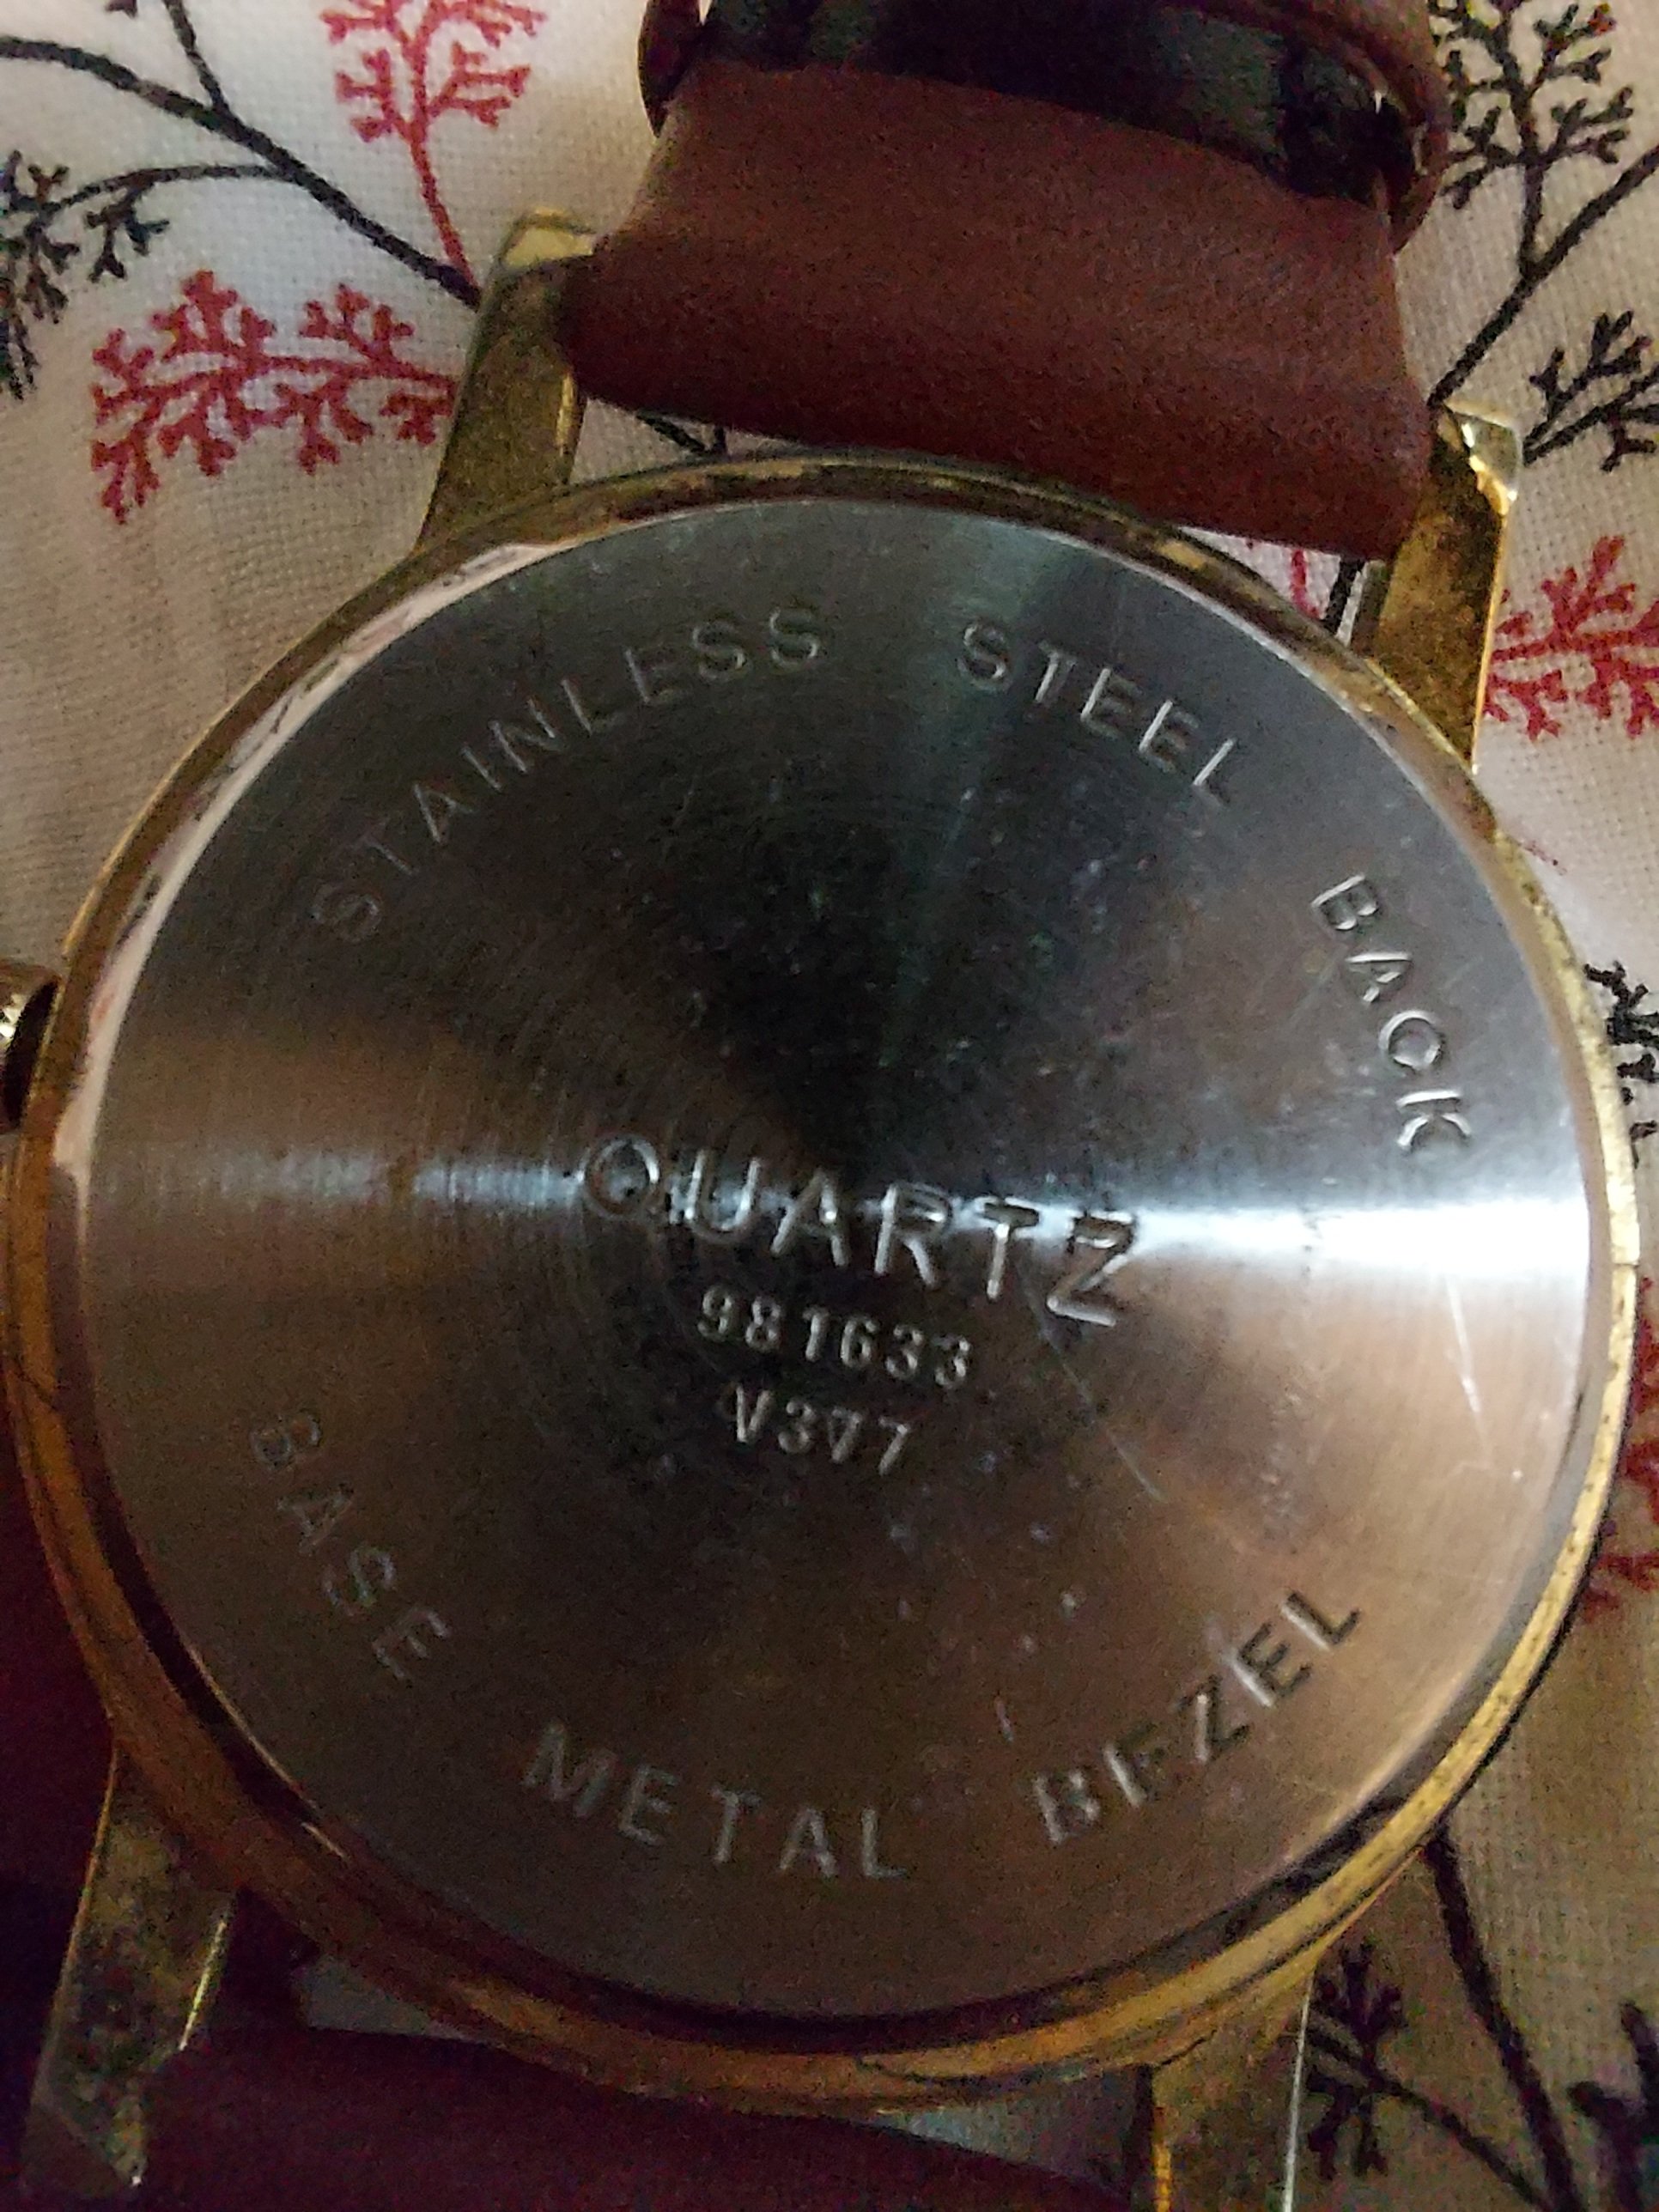 STAINLESS STEEL BACK
QUARTZ
981633
V377
BASE METAL BEZEL